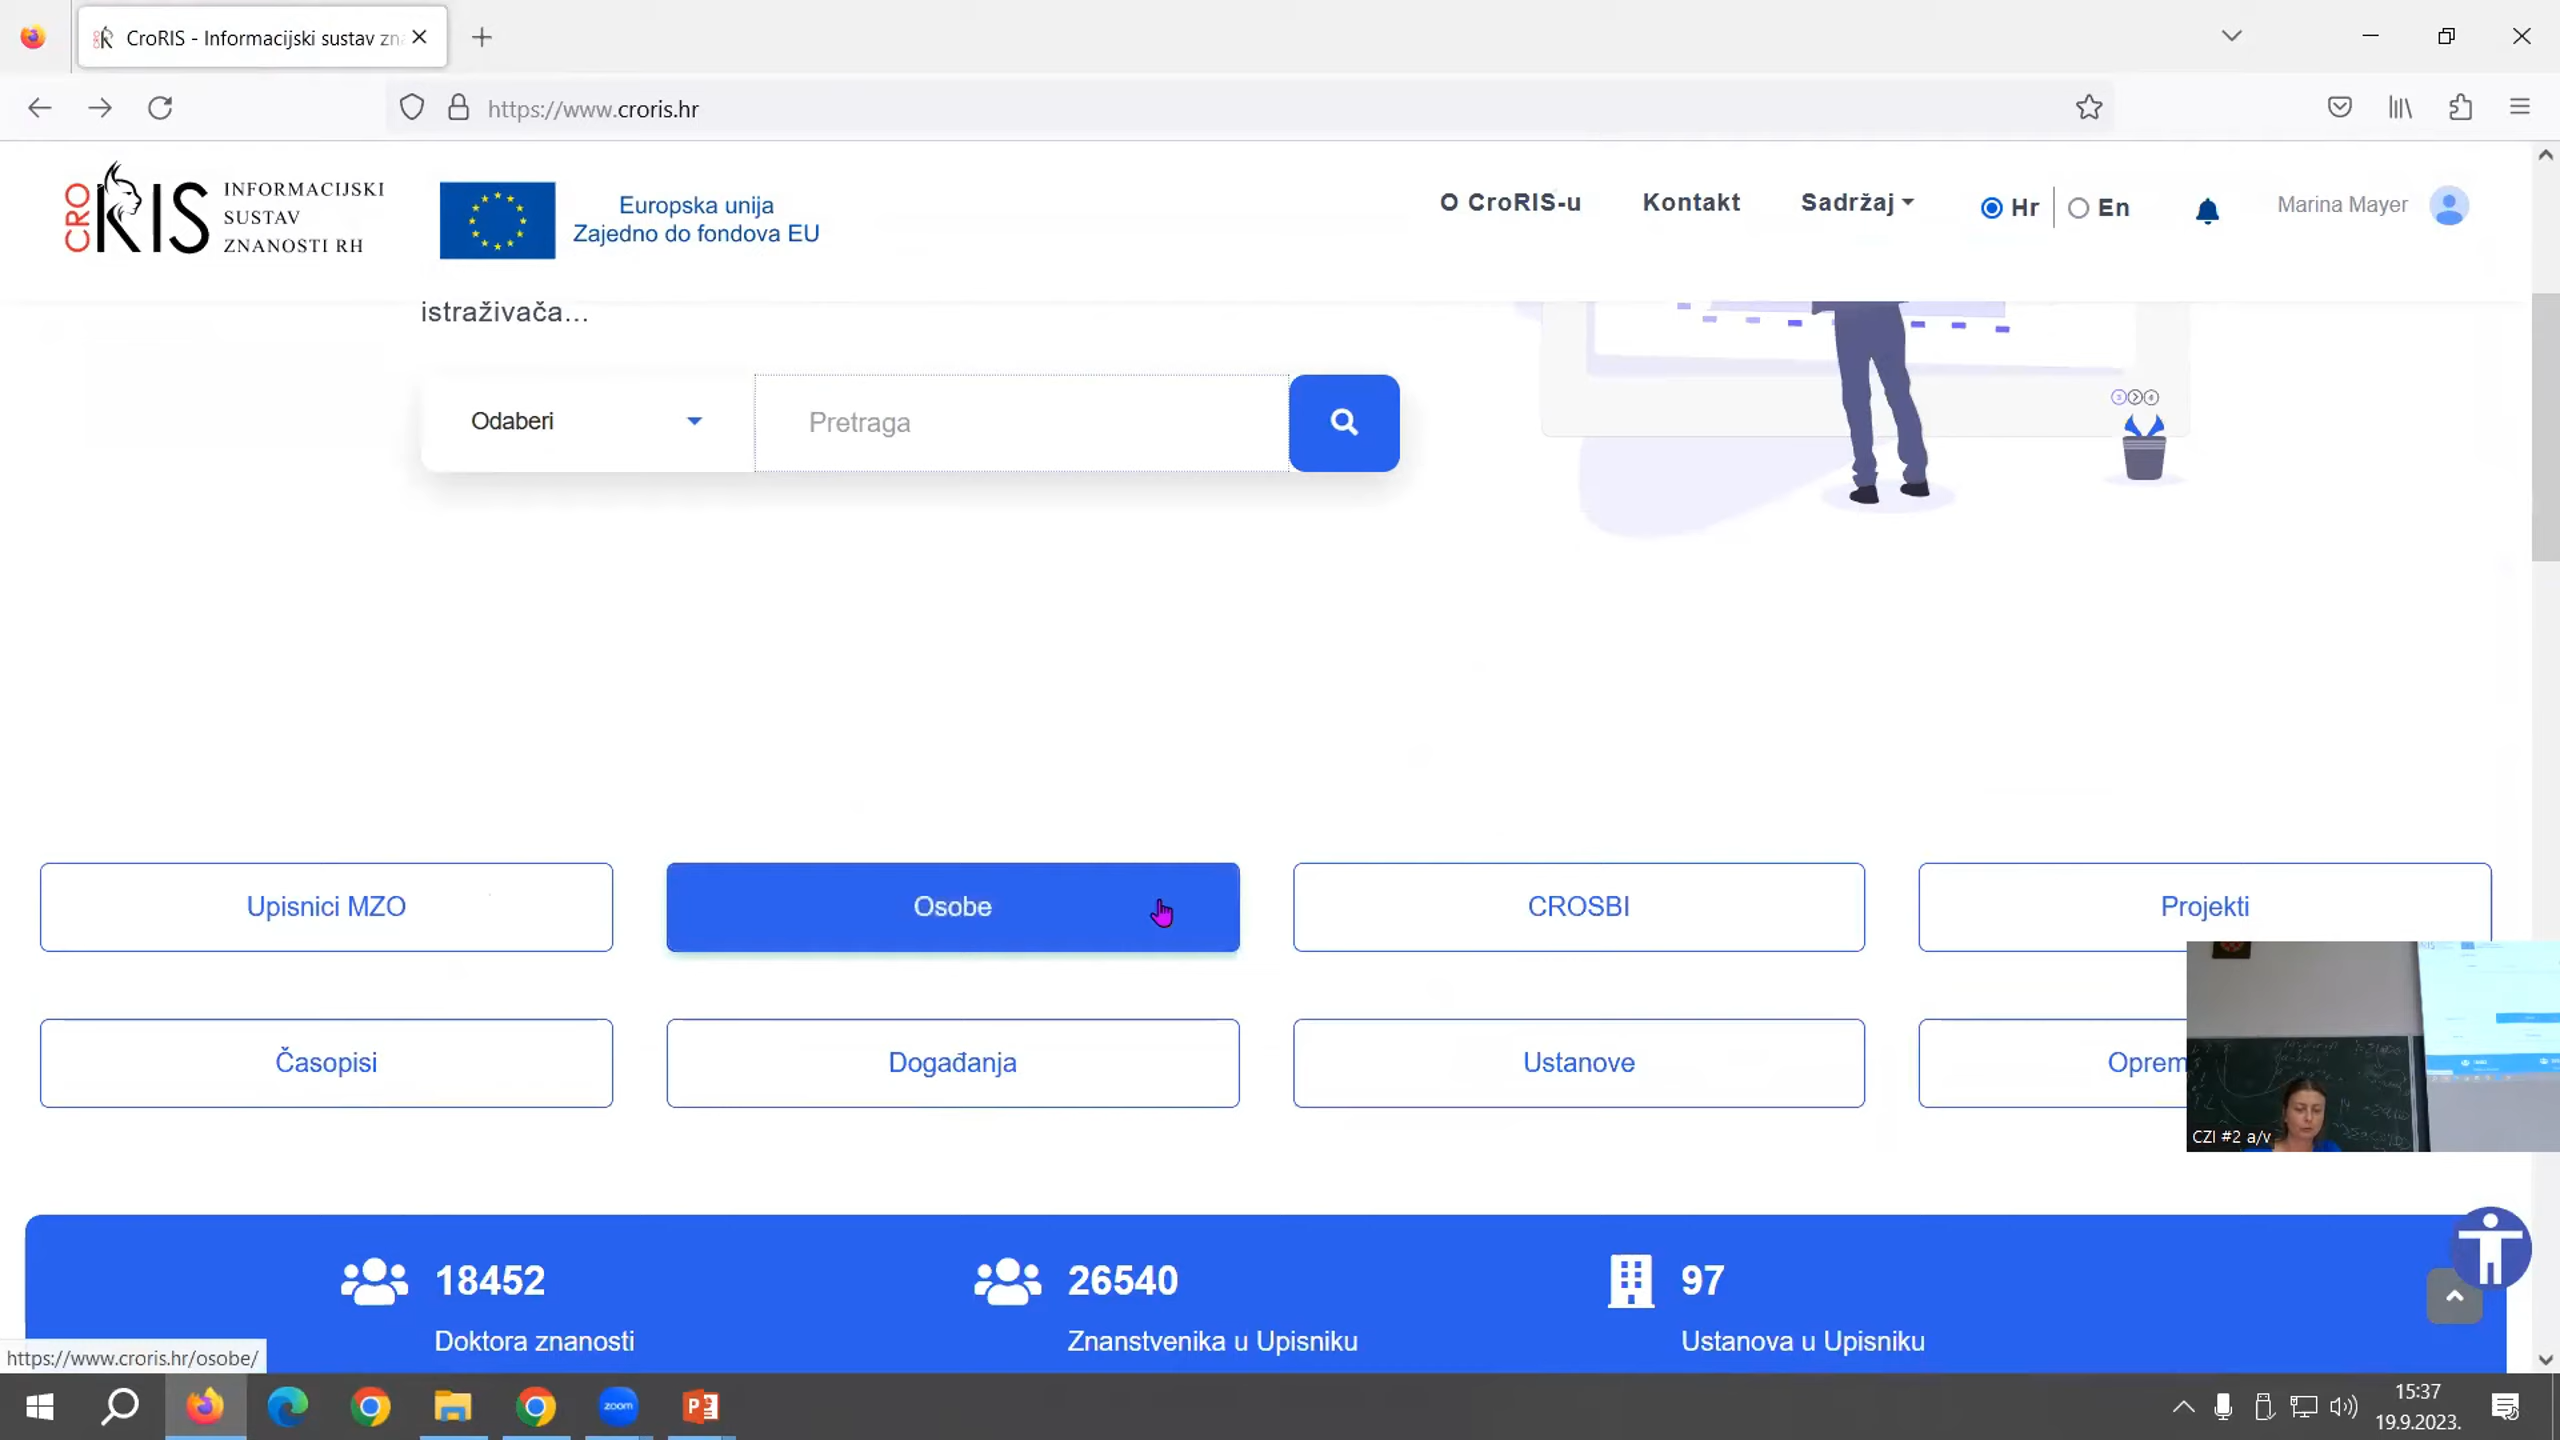 CroRIS - Informacijski sustav zn
https://www.croris.hr
CRO RIS
INFORMACIJSKI
SUSTAV
ZNANOSTI RH
Europska unija
Zajedno do fondova EU
O CroRIS-u
Kontakt
Sadržaj
Hr
En
Marina Mayer
istraživača...
Odaberi
Pretraga
Upisnici MZO
Osobe
CROSBI
Projekti
Časopisi
Događanja
Ustanove
Oprem
CZI #2 a/v
18452
Doktora znanosti
26540
Znanstvenika u Upisniku
97
Ustanova u Upisniku
https://www.croris.hr/osobe/
zoom
15:37
19.9.2023.